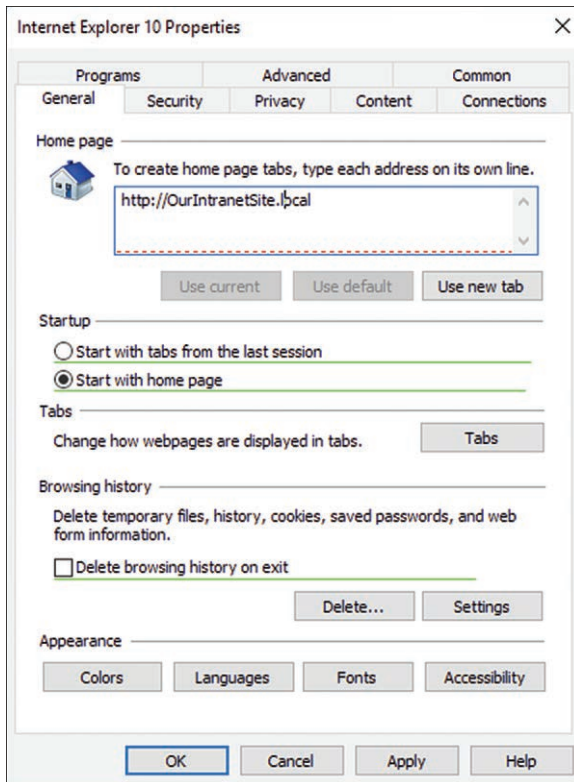 Internet Explorer 10 Properties
Programs Advanced Common
General Security Privacy Content Connections
Home page
To create home page tabs, type each address on its own line.
http://OurIntranetSite.local
Use current Use default Use new tab
Startup
Start with tabs from the last session
Start with home page
Tabs
Change how webpages are displayed in tabs. Tabs
Browsing history
Delete temporary files, history, cookies, saved passwords, and web
form information.
Delete browsing history on exit
Delete... Settings
Appearance
Colors Languages Fonts Accessibility
OK Cancel Apply Help